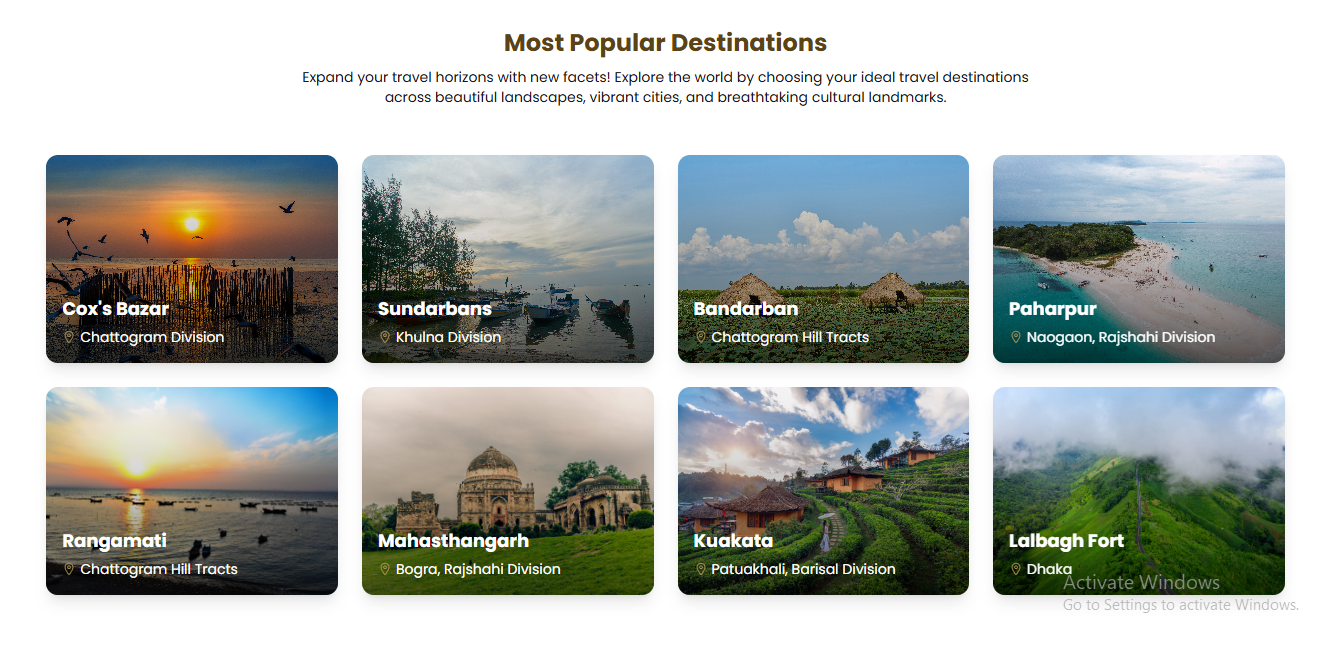 Most Popular Destinations
Expand your travel horizons with new facets! Explore the world by choosing your ideal travel destinations
across beautiful landscapes, vibrant cities, and breathtaking cultural landmarks.
Cox's Bazar
Chattogram Division
Sundarbans
Khulna Division
Bandarban
Chattogram Hill Tracts
Paharpur
Naogaon, Rajshahi Division
Rangamati
Chattogram Hill Tracts
Mahasthangarh
Bogra, Rajshahi Division
Kuakata
Patuakhali, Barisal Division
Lalbagh Fort
Dhaka
Activate Windows
Go to Settings to activate Windows.